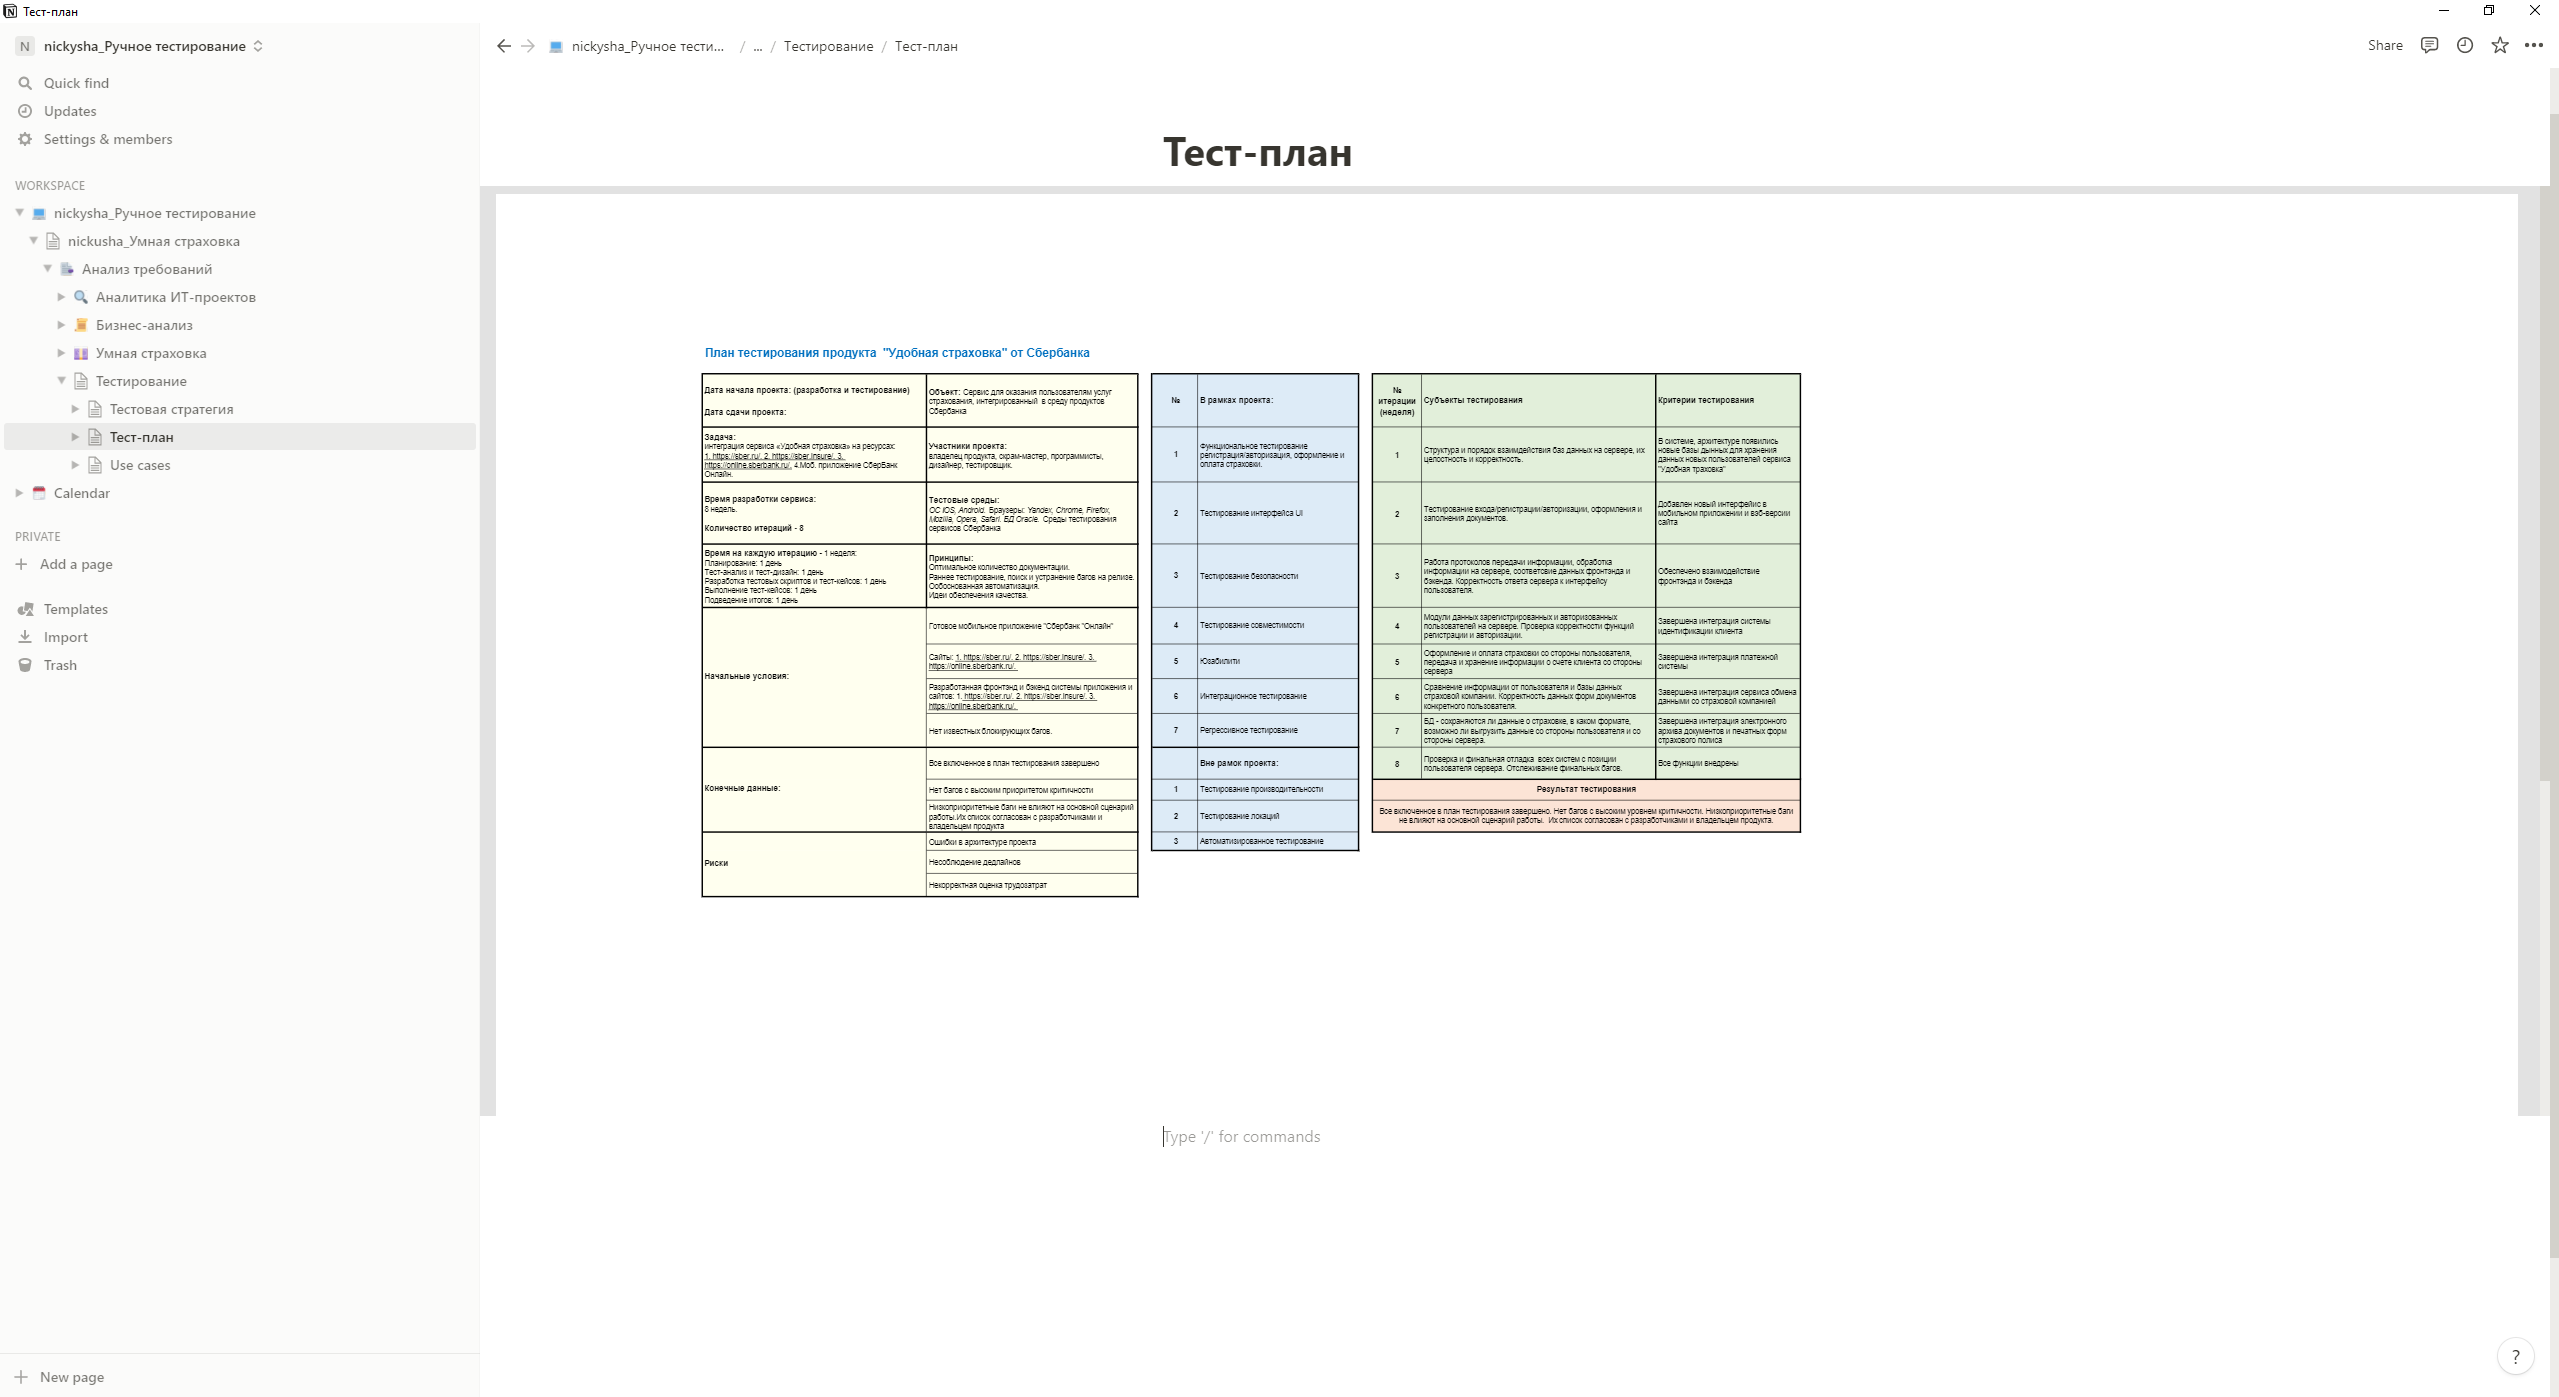 Тест-план
N nickysha_Ручное тестирование
Quick find
Updates
Settings & members
WORKSPACE
nickysha_Ручное тестирование
nickusha_Умная страховка
Анализ требований
Аналитика ИТ-проектов
Бизнес-анализ
Умная страховка
Тестирование
Тестовая стратегия
Тест-план
Use cases
Calendar
PRIVATE
Add a page
Templates
Import
Trash
New page
nickysha_Ручное тести... / ... / Тестирование / Тест-план
Share
Тест-план
План тестирования продукта "Удобная страховка" от Сбербанка
Дата начала проекта: (разработка и тестирование)
Дата сдачи проекта:
Объект: Сервис для оказания пользователям услуг
страхования, интегрированный в среду продуктов
Сбербанка
Задача:
интеграция сервиса «Удобная страховка» на ресурсах:
1. https://sber.ru/. 2. https://sber.insure/. 3.
https://online.sberbank.ru/. 4.Моб. приложение СберБанк
Онлайн.
Участники проекта:
владелец продукта, скрам-мастер, программисты,
дизайнер, тестировщик.
Время разработки сервиса:
8 недель.
Количество итераций - 8
Тестовые среды:
ОС IOS, Android. Браузеры: Yandex, Chrome, Firefox,
Mozilla, Opera, Safari. БД Oracle. Среды тестирования
сервисов Сбербанка
Время на каждую итерацию - 1 неделя:
Планирование: 1 день
Тест-анализ и тест-дизайн: 1 день
Разработка тестовых скриптов и тест-кейсов: 1 день
Выполнение тест-кейсов: 1 день
Подведение итогов: 1 день
Принципы:
Оптимальное количество документации.
Раннее тестирование, поиск и устранение багов на релизе.
Обоснованная автоматизация.
Идеи обеспечения качества.
Начальные условия:
Готовое мобильное приложение "Сбербанк "Онлайн"
Сайты: 1. https://sber.ru/. 2. https://sber.insure/. 3.
https://online.sberbank.ru/.
Разработанная фронтэнд и бэкенд системы приложения и
сайтов: 1. https://sber.ru/. 2. https://sber.insure/. 3.
https://online.sberbank.ru/.
Нет известных блокирующих багов.
Конечные данные:
Все включенное в план тестирования завершено
Нет багов с высоким приоритетом критичности
Низкоприоритетные баги не влияют на основной сценарий
работы.Их список согласован с разработчиками и
владельцем продукта
Риски
Ошибки в архитектуре проекта
Несоблюдение дедлайнов
Некорректная оценка трудозатрат
№ В рамках проекта:
1 Функциональное тестирование
регистрация/авторизация, оформление и
оплата страховки.
2 Тестирование интерфейса UI
3 Тестирование безопасности
4 Тестирование совместимости
5 Юзабилити
6 Интеграционное тестирование
7 Регрессивное тестирование
Вне рамок проекта:
1 Тестирование производительности
2 Тестирование локаций
3 Автоматизированное тестирование
№
итерации
(неделя)
Субъекты тестирования
Критерии тестирования
1 Структура и порядок взаимдействия баз данных на сервере, их
целостность и корректность.
В системе, архитектуре появились
новые базы дынных для хранения
данных новых пользователей сервиса
"Удобная траховка"
2 Тестирование входа/регистрации/авторизации, оформления и
заполнения документов.
Добавлен новый интерфейис в
мобильном приложении и вэб-версии
сайта
3 Работа протоколов передачи информации, обработка
информации на сервере, соответовие данных фронтэнда и
бэкенда. Корректность ответа сервера к интерфейсу
пользователя.
Обеспечено взаимодействие
фронтэнда и бэкенда
4 Модули данных зарегистрированных и авторизованных
пользователей на сервере. Проверка корректности функций
регистрации и авторизации.
Завершена интеграция системы
идентификации клиента
5 Оформление и оплата страховки со стороны пользователя,
передача и хранение информации о счете клиента со стороны
сервера
Завершена интеграция платежной
системы
6 Сравнение информации от пользователя и базы данных
страховой компании. Корректность данных форм документов
конкретного пользователя.
Завершена интеграция сервиса обмена
данными со страховой компанией
7 БД - сохраняются ли данные о страховке, в каком формате,
возможно ли выгрузить данные со стороны пользователя и со
стороны сервера.
Завершена интеграция электронного
архива документов и печатных форм
страхового полиса
8 Проверка и финальная отладка всех систем с позиции
пользователя сервера. Отслеживание финальных багов.
Все функции внедрены
Результат тестирования
Все включенное в план тестирования завершено. Нет багов с высоким уровнем критичности. Низкоприоритетные баги
не влияют на основной сценарий работы. Их список согласован с разработчиками и владельцем продукта.
Type '/' for commands
?